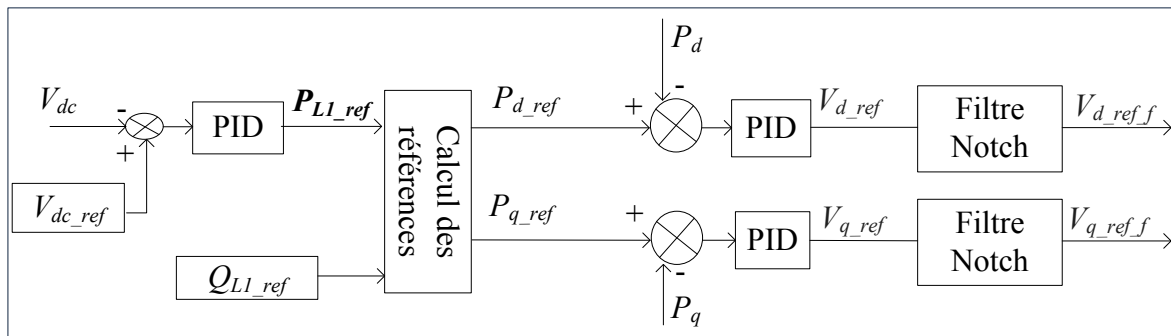 V_dc
-
+
V_dc_ref
PID
P_L1_ref
Q_L1_ref
Calcul des
référénces
P_d_ref
P_q_ref
P_d
-
+
PID
V_d_ref
Filtre
Notch
V_d_ref_f
+
-
P_q
PID
V_q_ref
Filtre
Notch
V_q_ref_f